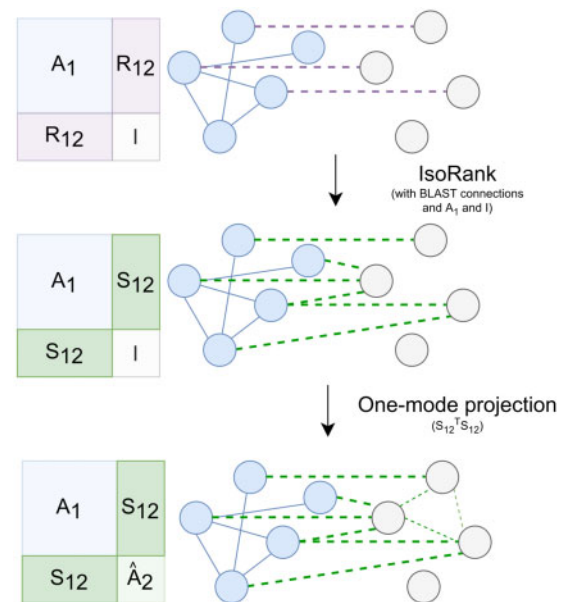 A1 R12
R12 I
IsoRank
(with BLAST connections
and A1 and I)
A1 S12
S12 I
One-mode projection
(S12ᵀS12)
A1 S12
S12 Â2